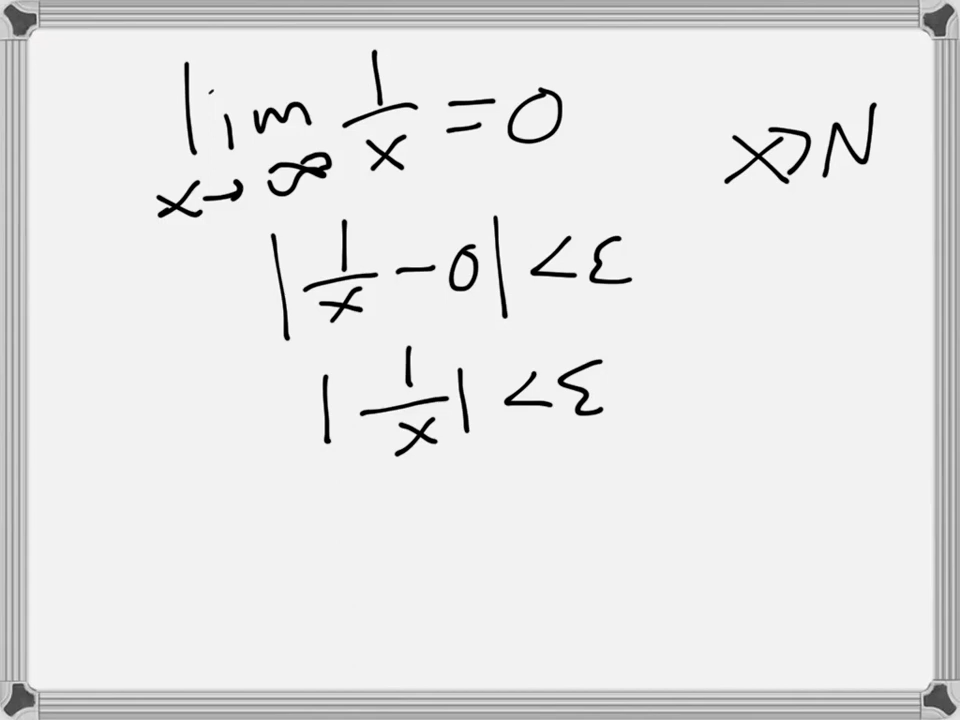 lim x→∞ 1/x = 0
x > N
|1/x - 0| < ε
|1/x| < ε